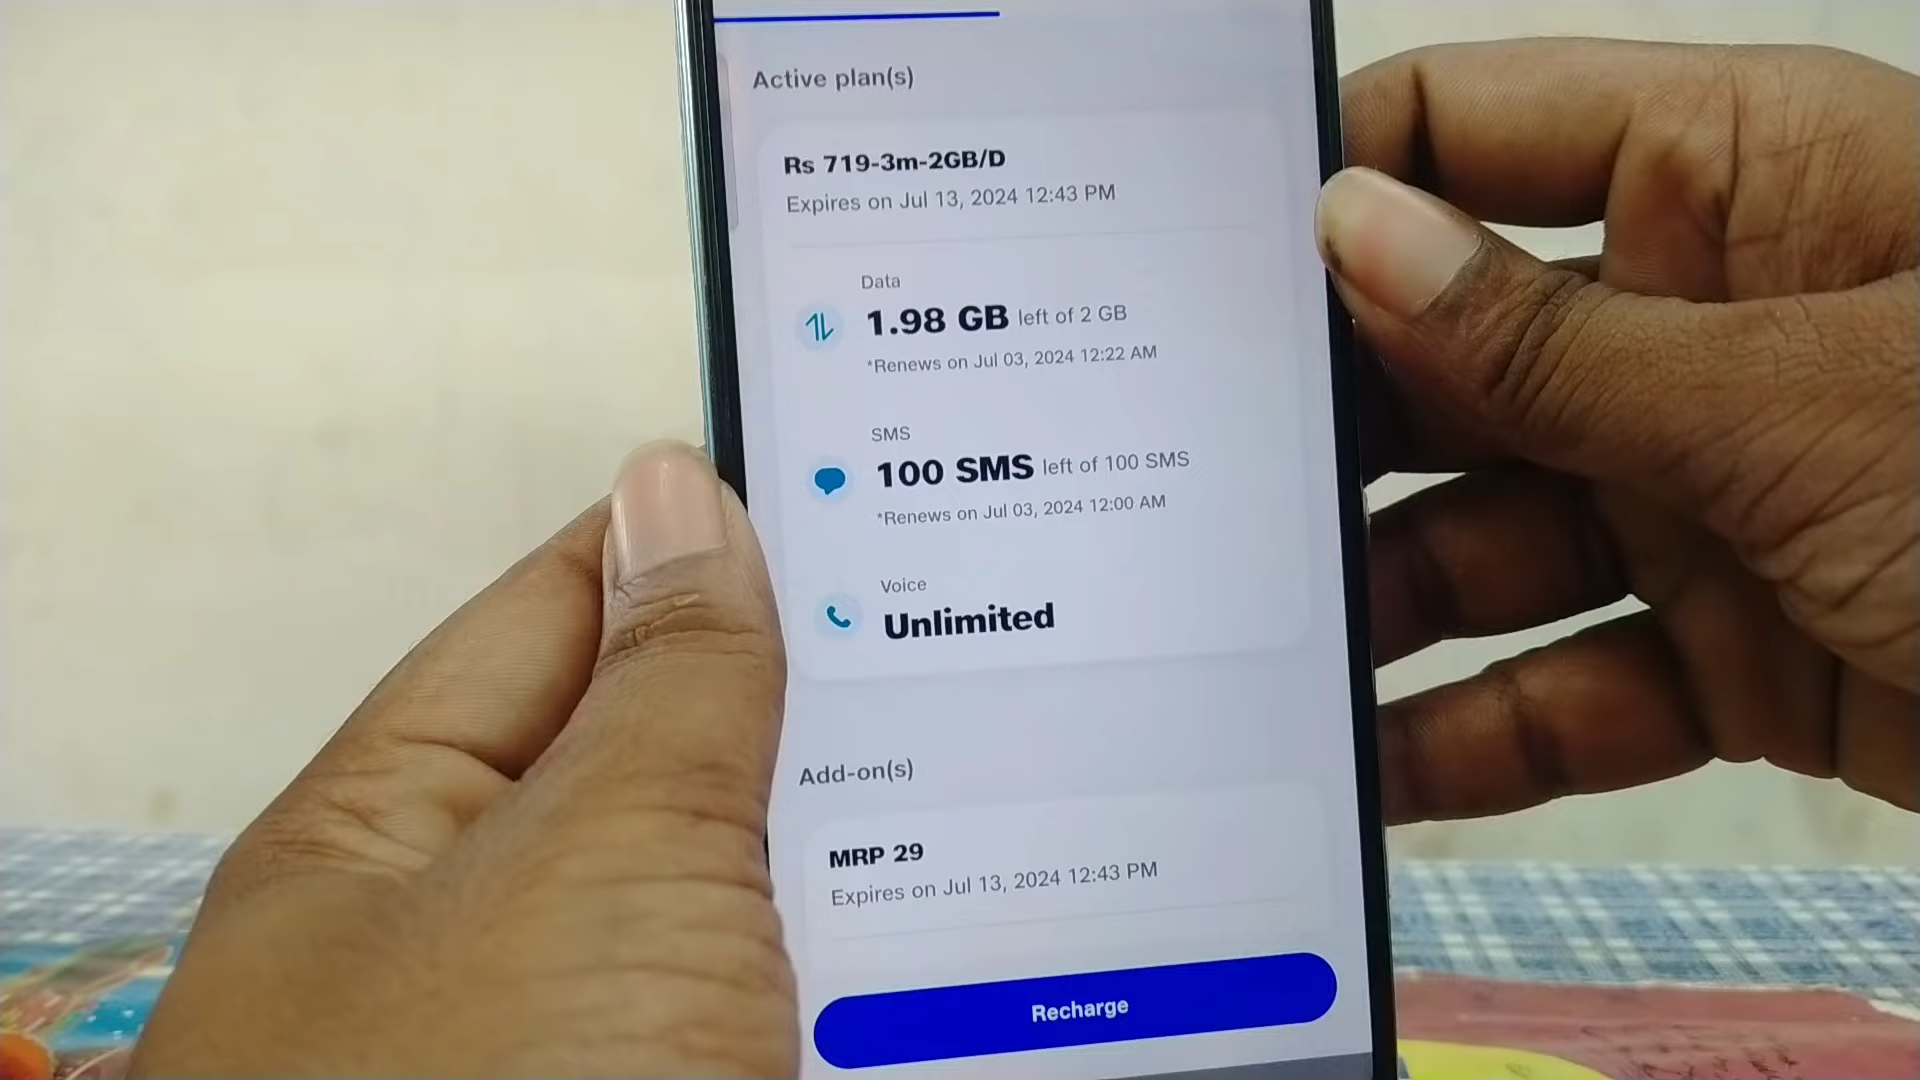 Active plan(s)
Rs 719-3m-2GB/D
Expires on Jul 13, 2024 12:43 PM
Data
1.98 GB left of 2 GB
*Renews on Jul 03, 2024 12:22 AM
SMS
100 SMS left of 100 SMS
*Renews on Jul 03, 2024 12:00 AM
Voice
Unlimited
Add-on(s)
MRP 29
Expires on Jul 13, 2024 12:43 PM
Recharge